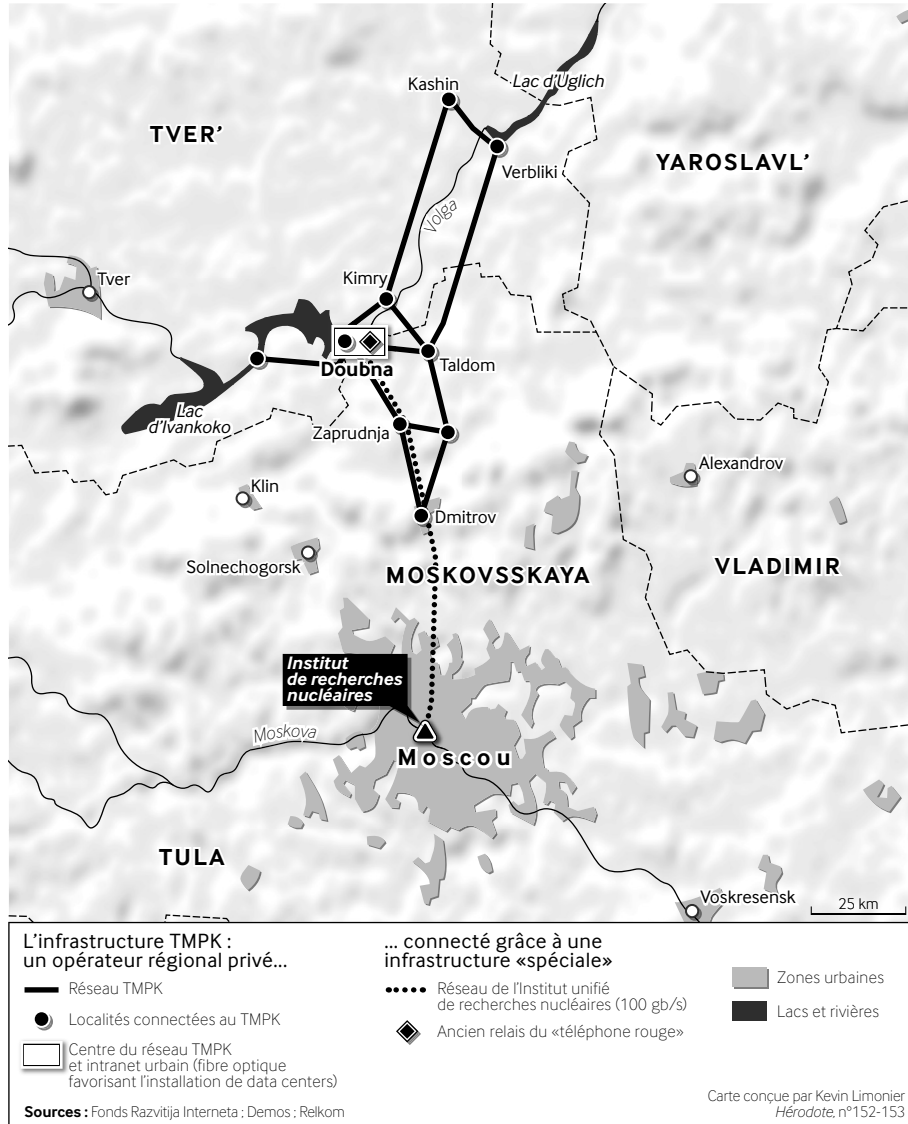 Kashin
Lac d'Uglich
TVER'
Verbliki
YAROSLAVL'
Volga
Tver
Kimry
Doubna
Taldom
Lac
d'Ivankoko
Zaprudnja
Klin
Alexandrov
Dmitrov
Solnechogorsk
MOSKOVSSKAYA
VLADIMIR
Institut
de recherches
nucléaires
Moskova
Moscou
TULA
Voskresensk
25 km
L'infrastructure TMPK :
un opérateur régional privé...
Réseau TMPK
Localités connectées au TMPK
Centre du réseau TMPK
et intranet urbain (fibre optique
favorisant l'installation de data centers)
... connecté grâce à une
infrastructure «spéciale»
Réseau de l'Institut unifié
de recherches nucléaires (100 gb/s)
Ancien relais du «téléphone rouge»
Zones urbaines
Lacs et rivières
Sources : Fonds Razvitija Interneta ; Demos ; Relkom
Carte conçue par Kevin Limonier
Hérodote, n°152-153